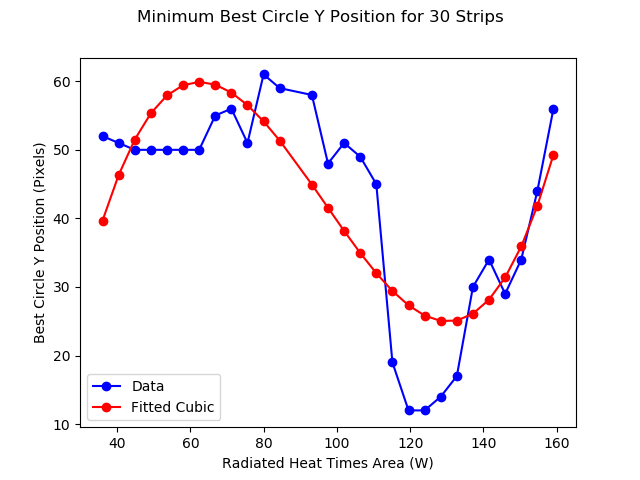 Minimum Best Circle Y Position for 30 Strips
Best Circle Y Position (Pixels)
60
50
40
30
20
10
Data
Fitted Cubic
40 60 80 100 120 140 160
Radiated Heat Times Area (W)